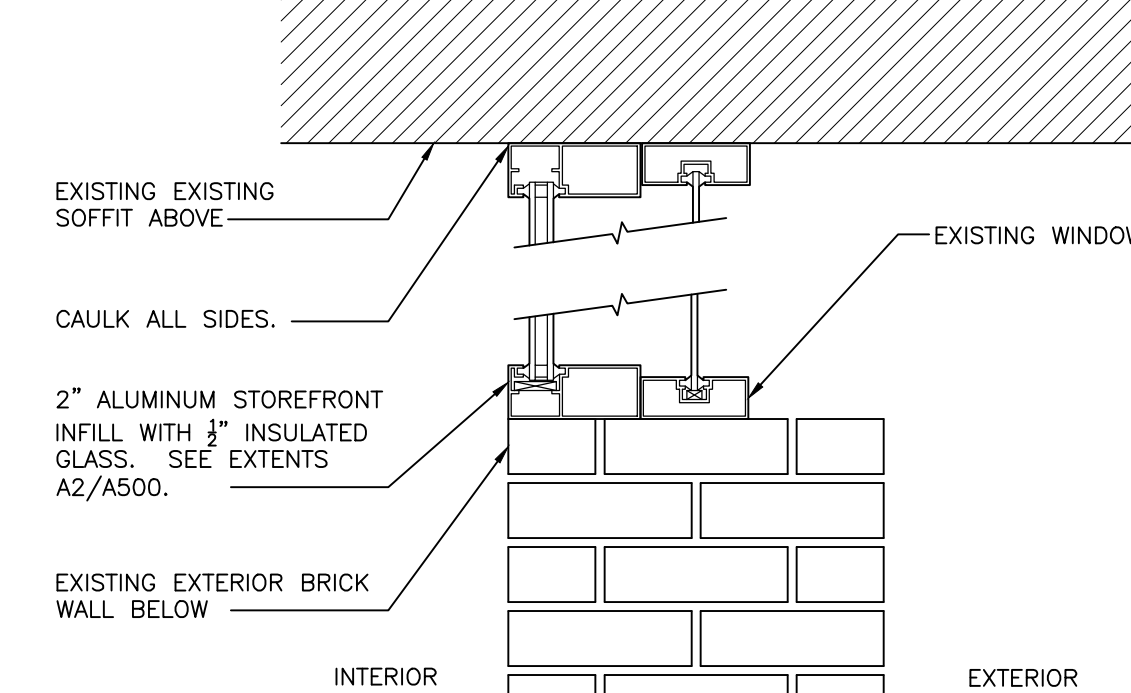 EXISTING EXISTING
SOFFIT ABOVE
EXISTING WINDOW
CAULK ALL SIDES.
2” ALUMINUM STOREFRONT
INFILL WITH ½” INSULATED
GLASS. SEE EXTENTS
A2/A500.
EXISTING EXTERIOR BRICK
WALL BELOW
INTERIOR
EXTERIOR